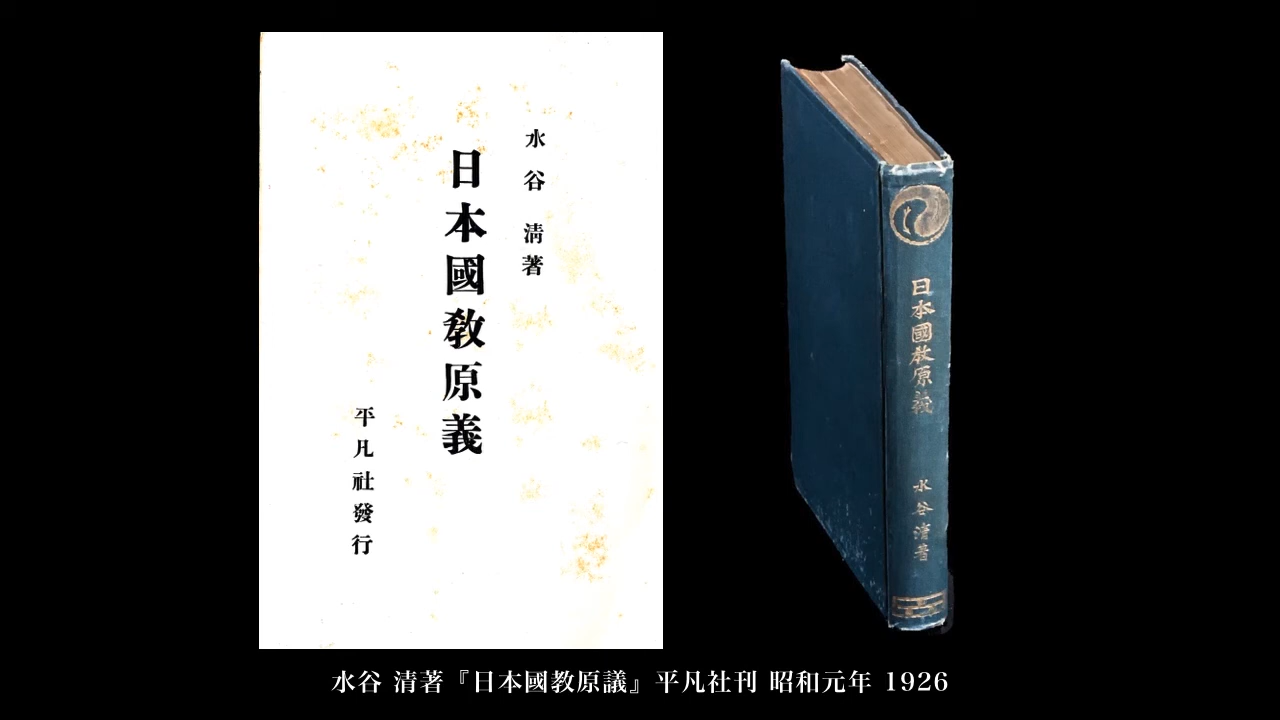 水谷 清著
日本國教原義
平凡社發行
日本國教原義
水谷清著
水谷 清著『日本國教原議』平凡社刊 昭和元年 1926